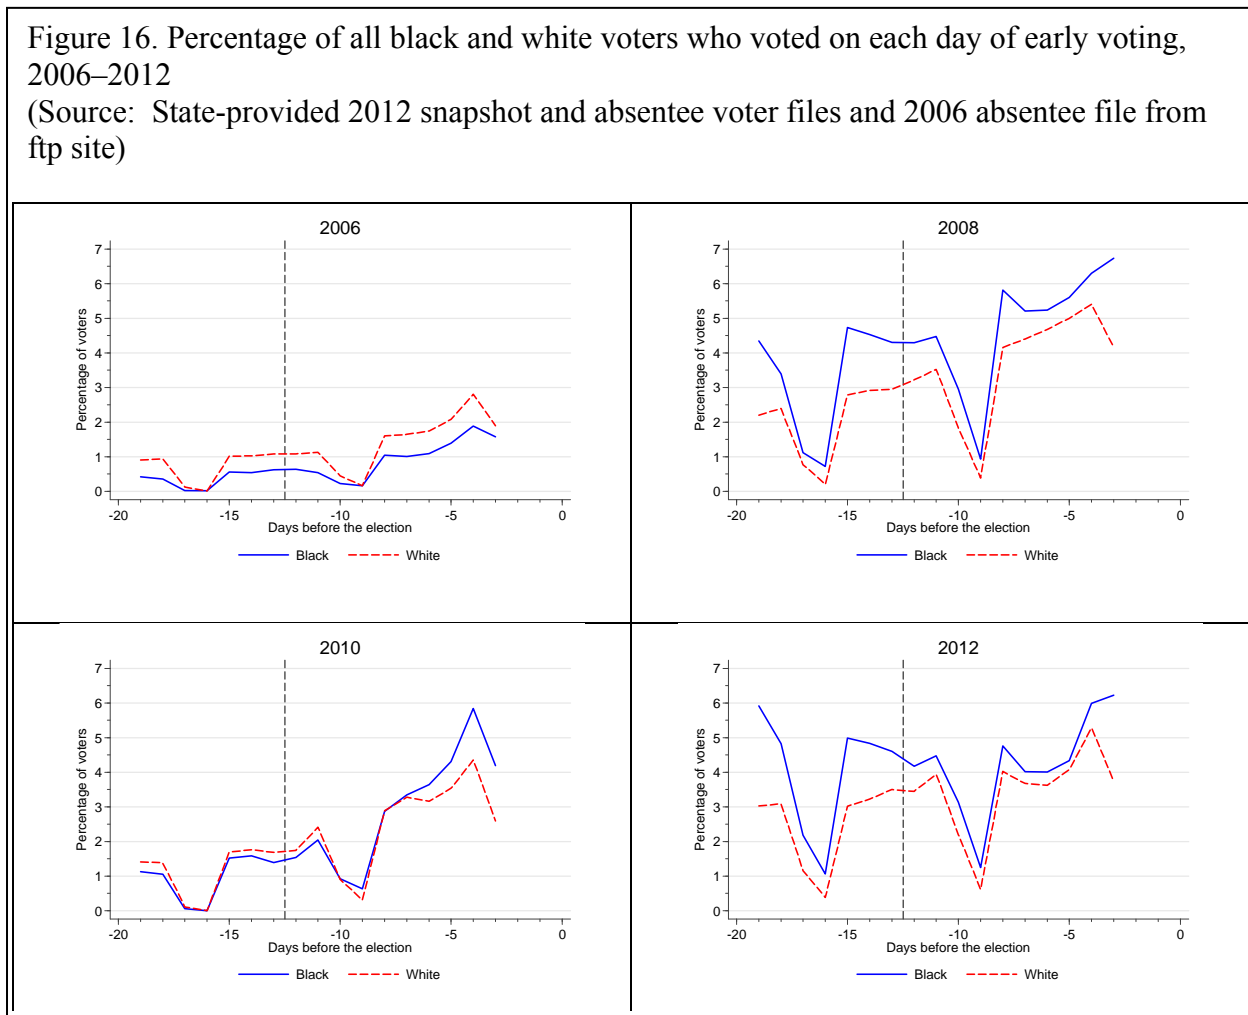 Figure 16. Percentage of all black and white voters who voted on each day of early voting,
2006–2012
(Source:  State-provided 2012 snapshot and absentee voter files and 2006 absentee file from
ftp site)
2006
7
6
5
4
3
2
1
0
Percentage of voters
-20 -15 -10 -5 0
Days before the election
Black White
2008
7
6
5
4
3
2
1
0
Percentage of voters
-20 -15 -10 -5 0
Days before the election
Black White
2010
7
6
5
4
3
2
1
0
Percentage of voters
-20 -15 -10 -5 0
Days before the election
Black White
2012
7
6
5
4
3
2
1
0
Percentage of voters
-20 -15 -10 -5 0
Days before the election
Black White